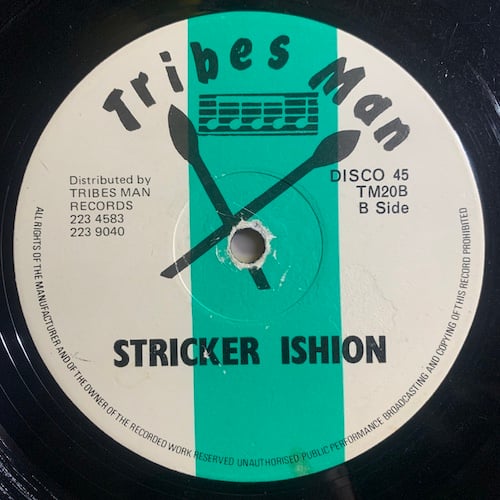 Tribes Man
Distributed by
TRIBES MAN
RECORDS
223 4583
223 9040
DISCO 45
TM20B
B Side
STRICKER ISHION
ALL RIGHTS OF THE MANUFACTURER AND OF THE OWNER OF THE RECORDED WORK RESERVED UNAUTHORISED PUBLIC PERFORMANCE BROADCASTING AND COPYING OF THIS RECORD PROHIBITED